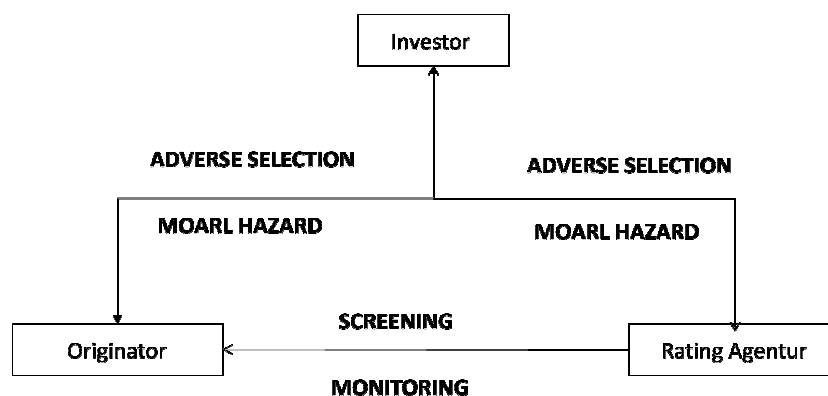 Investor
ADVERSE SELECTION
ADVERSE SELECTION
MOARL HAZARD
MOARL HAZARD
SCREENING
Originator
Rating Agentur
MONITORING